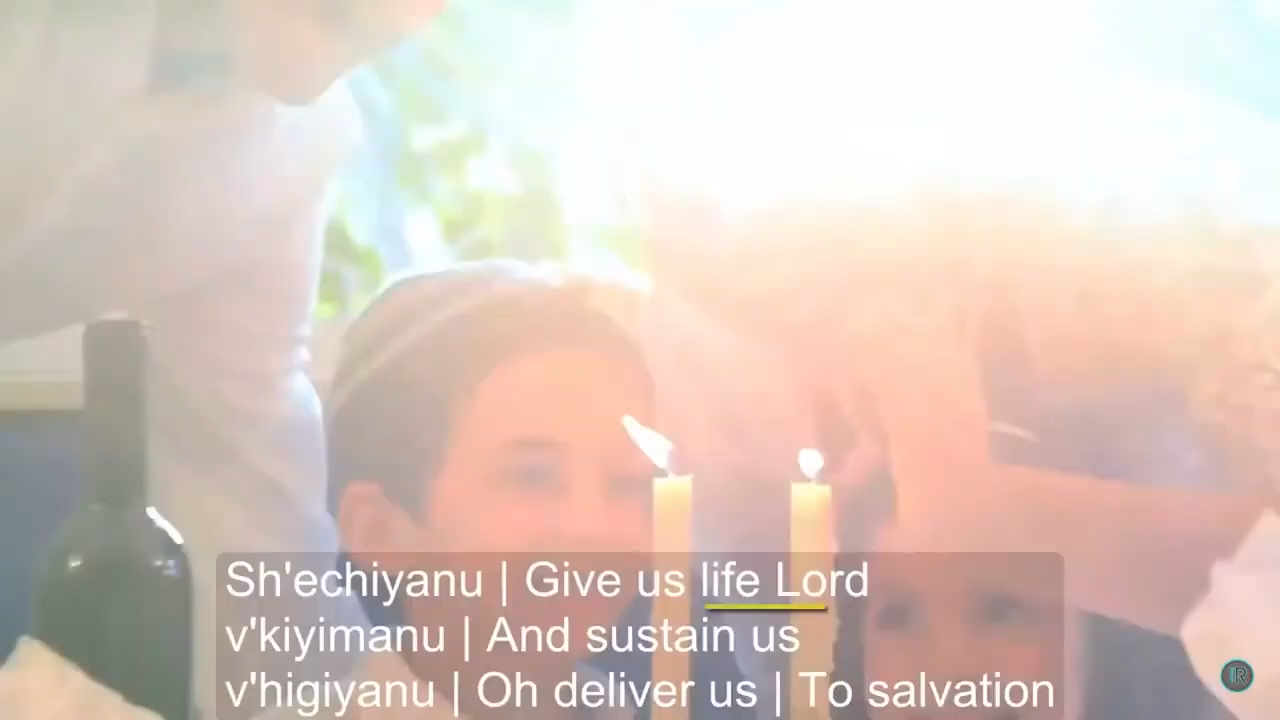 Sh'echiyanu | Give us life Lord
v'kiyimanu | And sustain us
v'higiyanu | Oh deliver us | To salvation